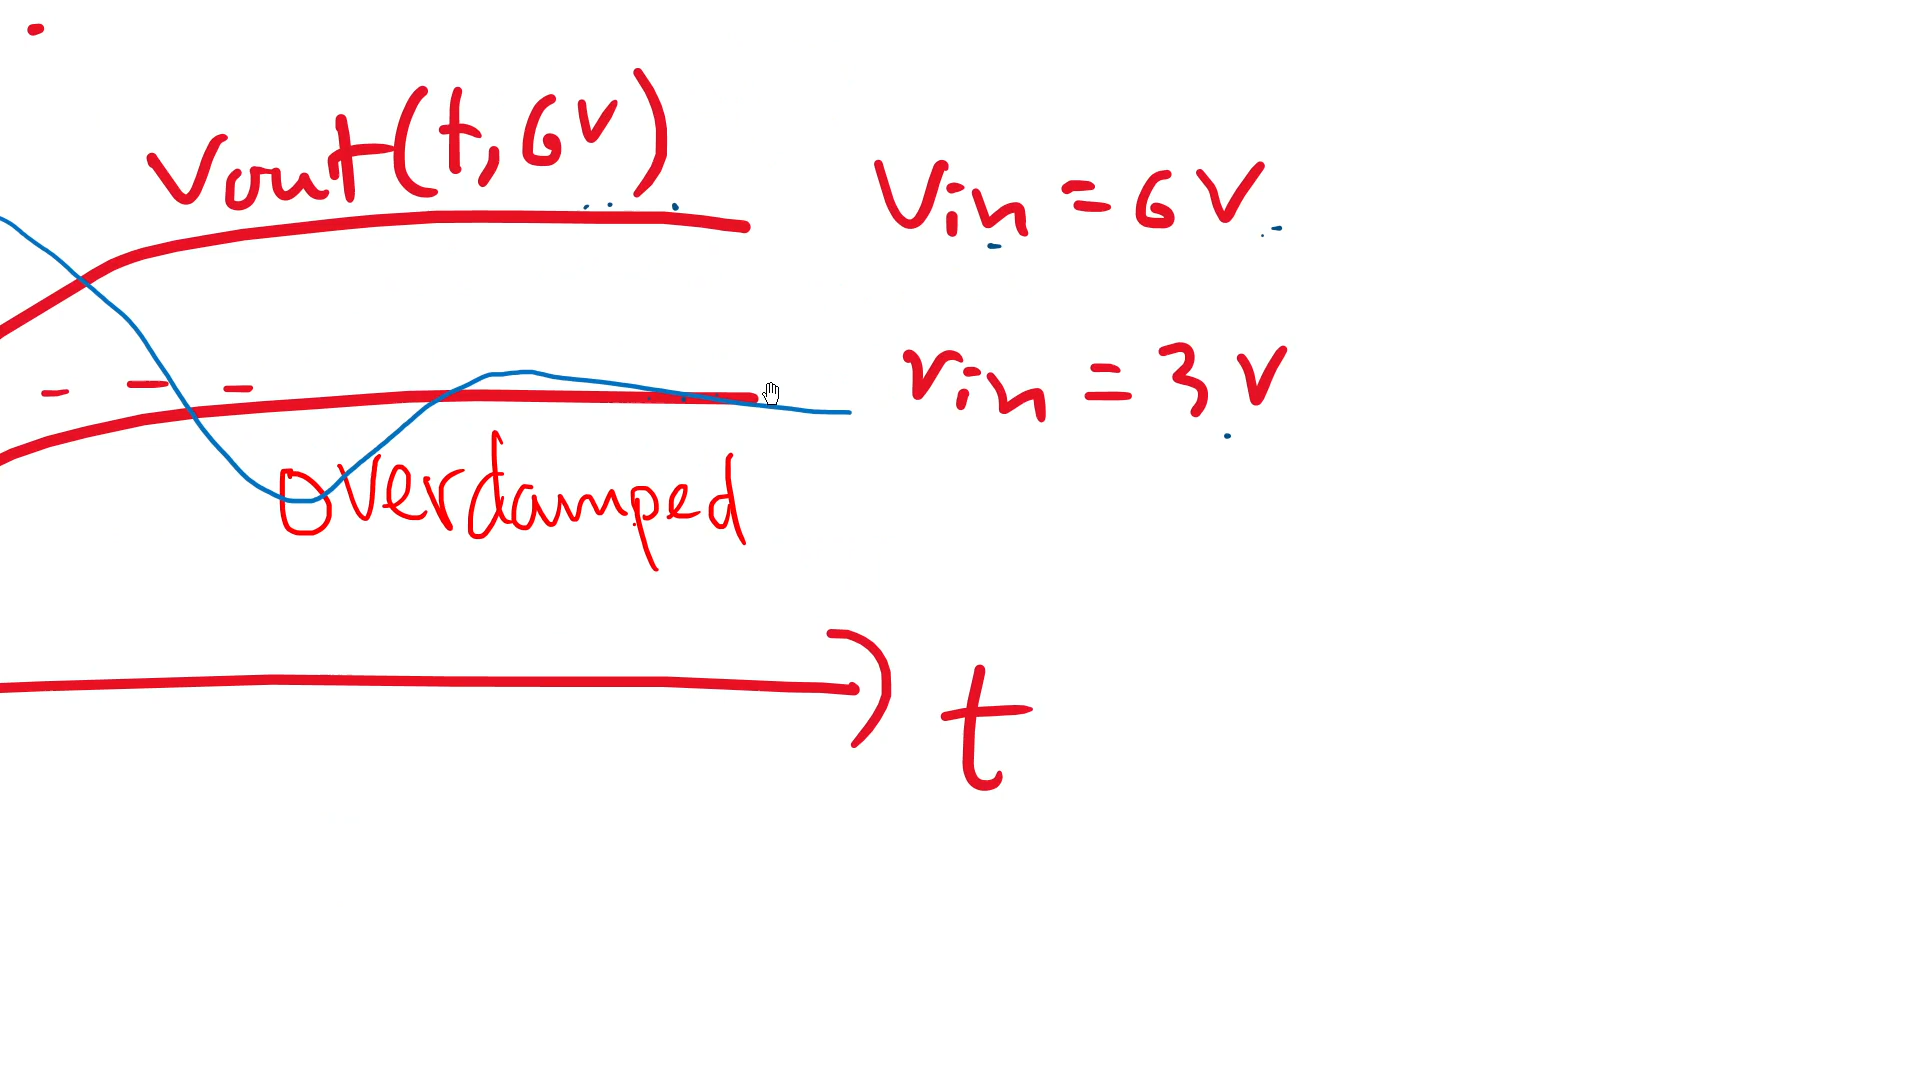 Vout(t, 6V)
Vin = 6V
Vin = 3V
Overdamped
t